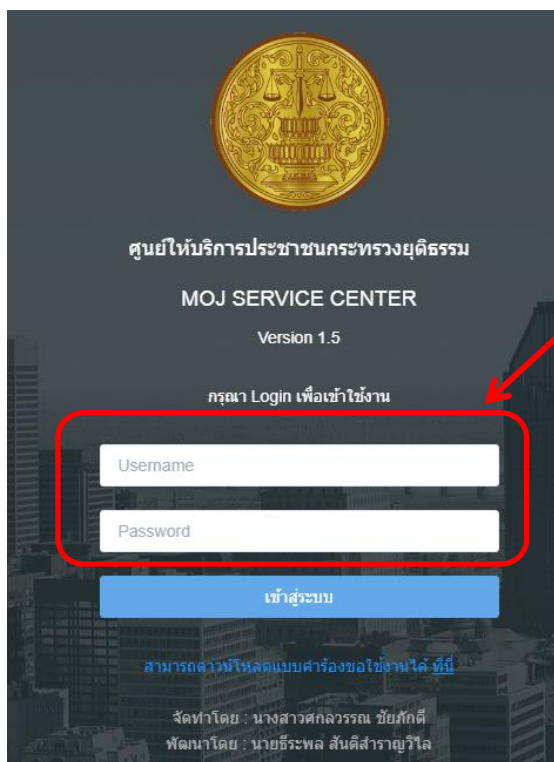 ศูนย์ให้บริการประชาชนกระทรวงยุติธรรม
MOJ SERVICE CENTER
Version 1.5
กรุณา Login เพื่อเข้าใช้งาน
Username
Password
เข้าสู่ระบบ
สามารถดาวน์โหลดแบบคำร้องขอใช้งานได้ ที่นี่
จัดทำโดย : นางสาวศกลวรรณ ชัยภักดี
พัฒนาโดย : นายธีระพล สันติสำราญวิไล